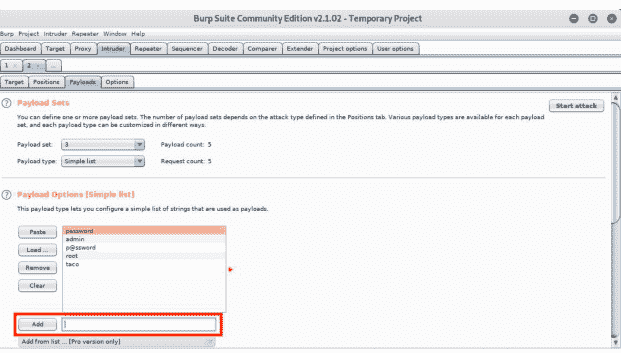 Burp Suite Community Edition v2.1.02 - Temporary Project
Burp Project Intruder Repeater Window Help
Dashboard Target Proxy Intruder Repeater Sequencer Decoder Comparer Extender Project options User options
1 × 2 × ...
Target Positions Payloads Options
? Payload Sets
Start attack
You can define one or more payload sets. The number of payload sets depends on the attack type defined in the Positions tab. Various payload types are available for each payload
set, and each payload type can be customized in different ways.
Payload set: 3 Payload count: 5
Payload type: Simple list Request count: 5
? Payload Options [Simple list]
This payload type lets you configure a simple list of strings that are used as payloads.
Paste
Load ...
Remove
Clear
password
admin
p@ssword
root
taco
Add
Add from list ... [Pro version only]